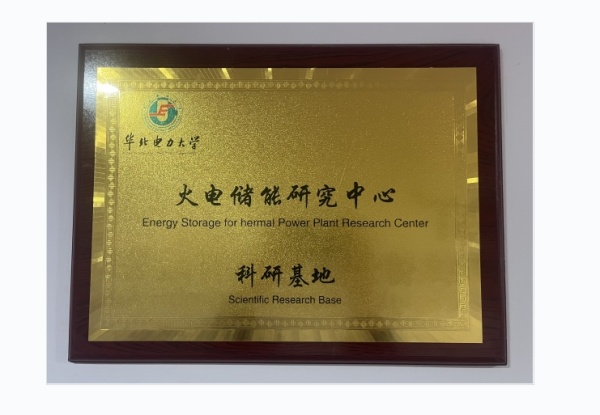 华北电力大学
火电储能研究中心
Energy Storage for hermal Power Plant Research Center
科研基地
Scientific Research Base